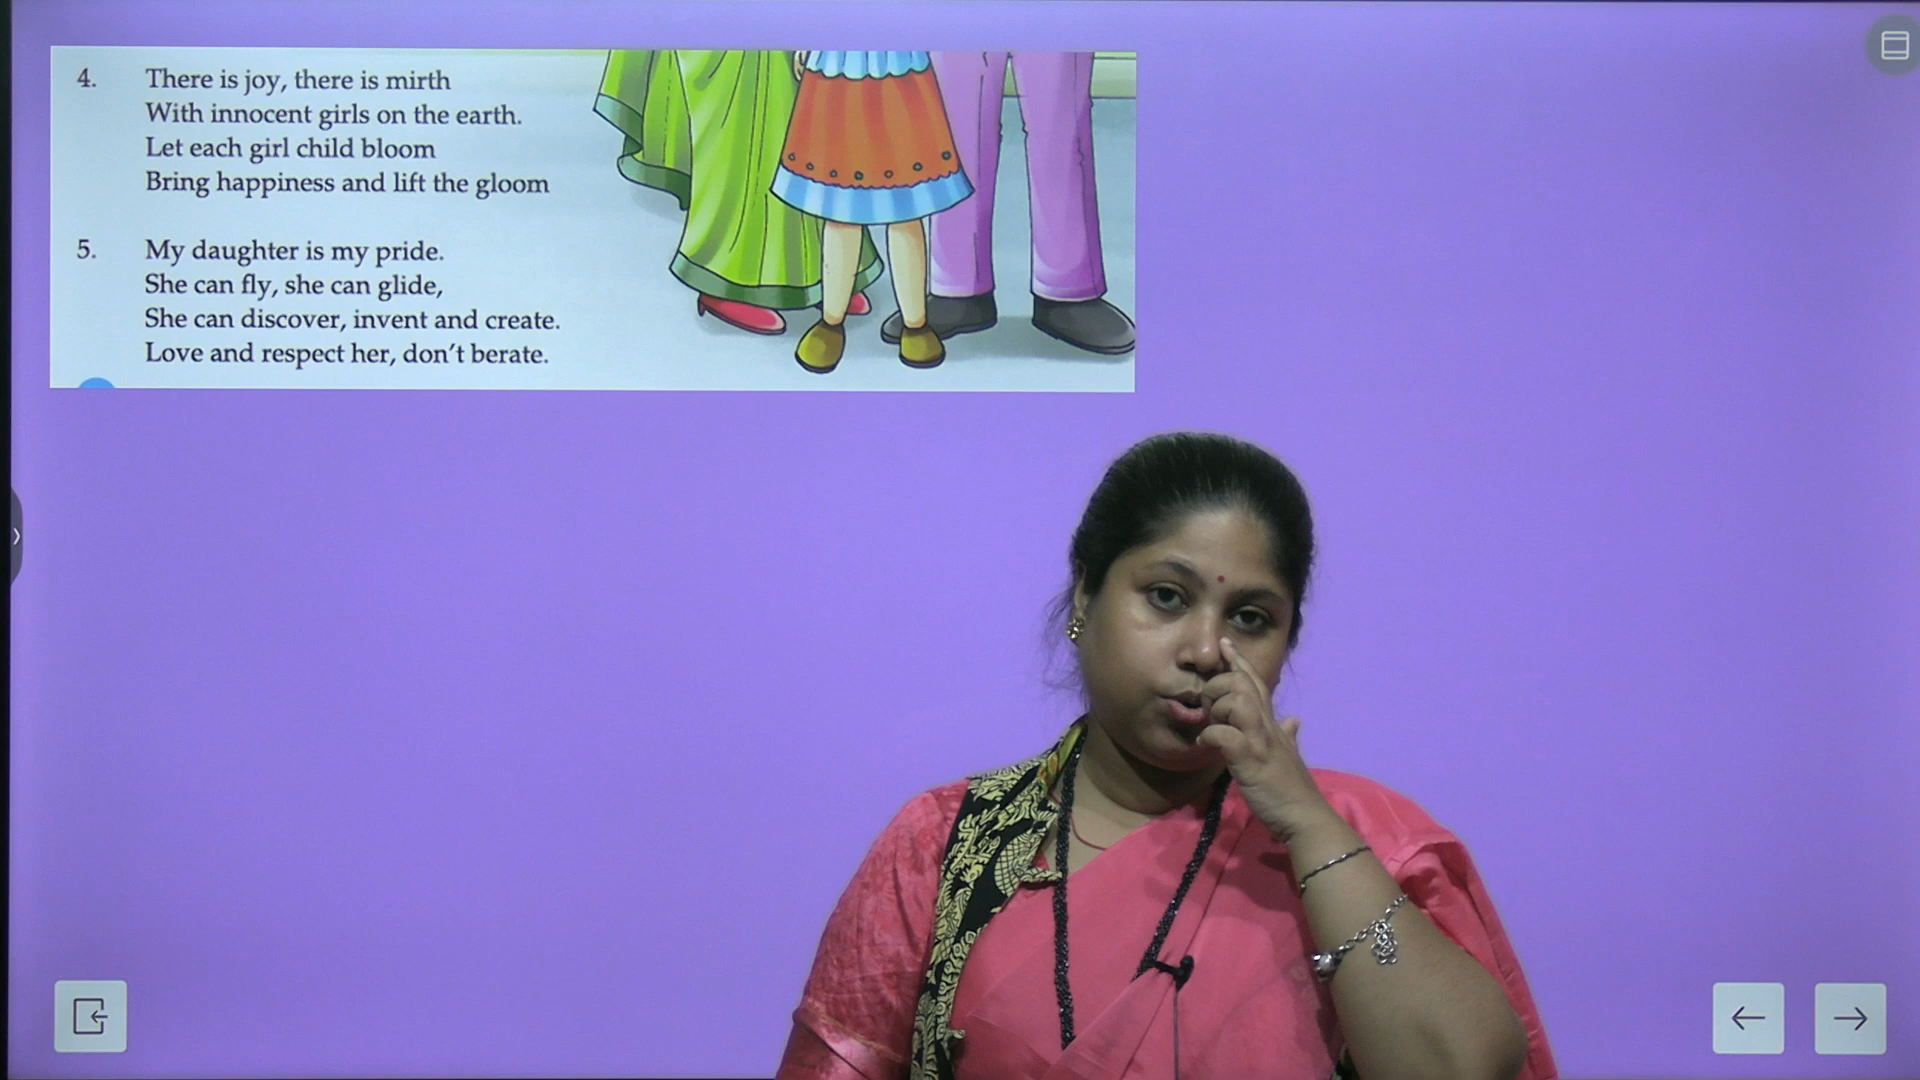 4. There is joy, there is mirth
With innocent girls on the earth.
Let each girl child bloom
Bring happiness and lift the gloom
5. My daughter is my pride.
She can fly, she can glide,
She can discover, invent and create.
Love and respect her, don't berate.